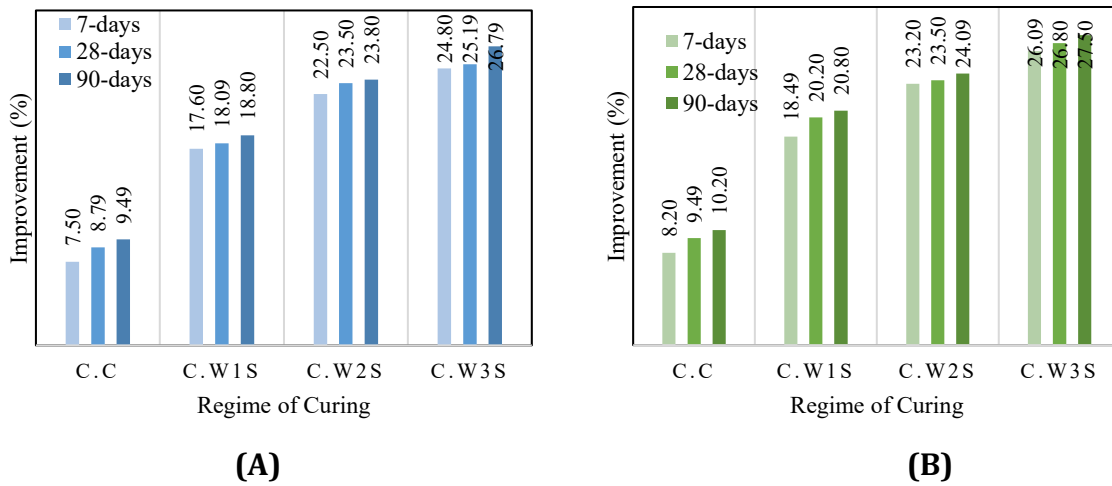 7-days
28-days
90-days
7.50
8.79
9.49
17.60
18.09
18.80
22.50
23.50
23.80
24.80
25.19
26.79
Improvement (%)
C.C
C.W1S
C.W2S
C.W3S
Regime of Curing
(A)
7-days
28-days
90-days
8.20
9.49
10.20
18.49
20.20
20.80
23.20
23.50
24.09
26.09
26.80
27.50
Improvement (%)
C.C
C.W1S
C.W2S
C.W3S
Regime of Curing
(B)